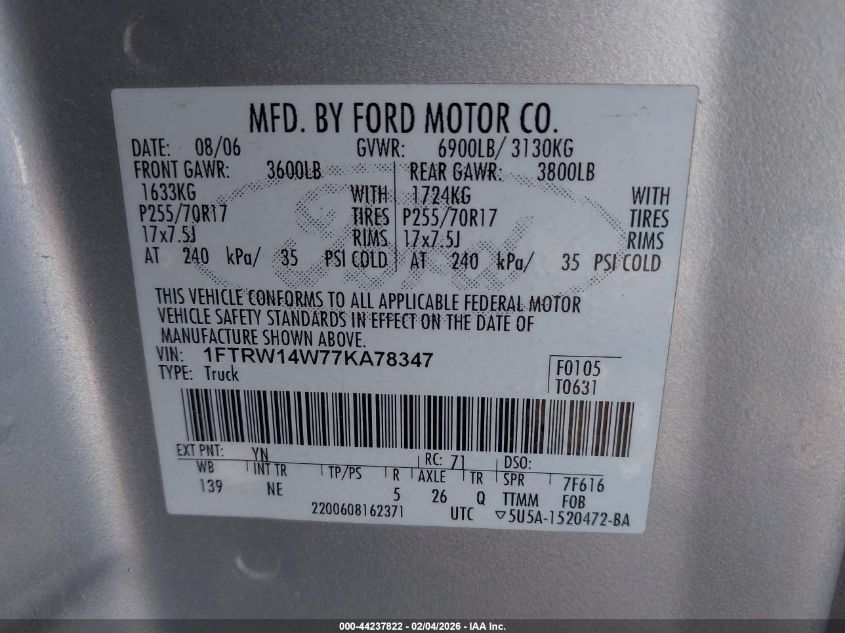 MFD. BY FORD MOTOR CO.
DATE: 08/06 GVWR: 6900LB/ 3130KG
FRONT GAWR: 3600LB REAR GAWR: 3800LB
1633KG WITH 1724KG WITH
P255/70R17 TIRES P255/70R17 TIRES
17x7.5J RIMS 17x7.5J RIMS
AT 240 kPa/ 35 PSI COLD AT 240 kPa/ 35 PSI COLD
Ford
THIS VEHICLE CONFORMS TO ALL APPLICABLE FEDERAL MOTOR
VEHICLE SAFETY STANDARDS IN EFFECT ON THE DATE OF
MANUFACTURE SHOWN ABOVE.
VIN: 1FTRW14W77KA78347
TYPE: Truck
F0105
T0631
EXT PNT: YN RC: 71 DSO:
WB INT TR TP/PS R AXLE TR SPR 7F616
139 NE 5 26 Q TTMM FOB
2200608162371 UTC ▽5U5A-1520472-BA
000-44237822 - 02/04/2026 - IAA Inc.